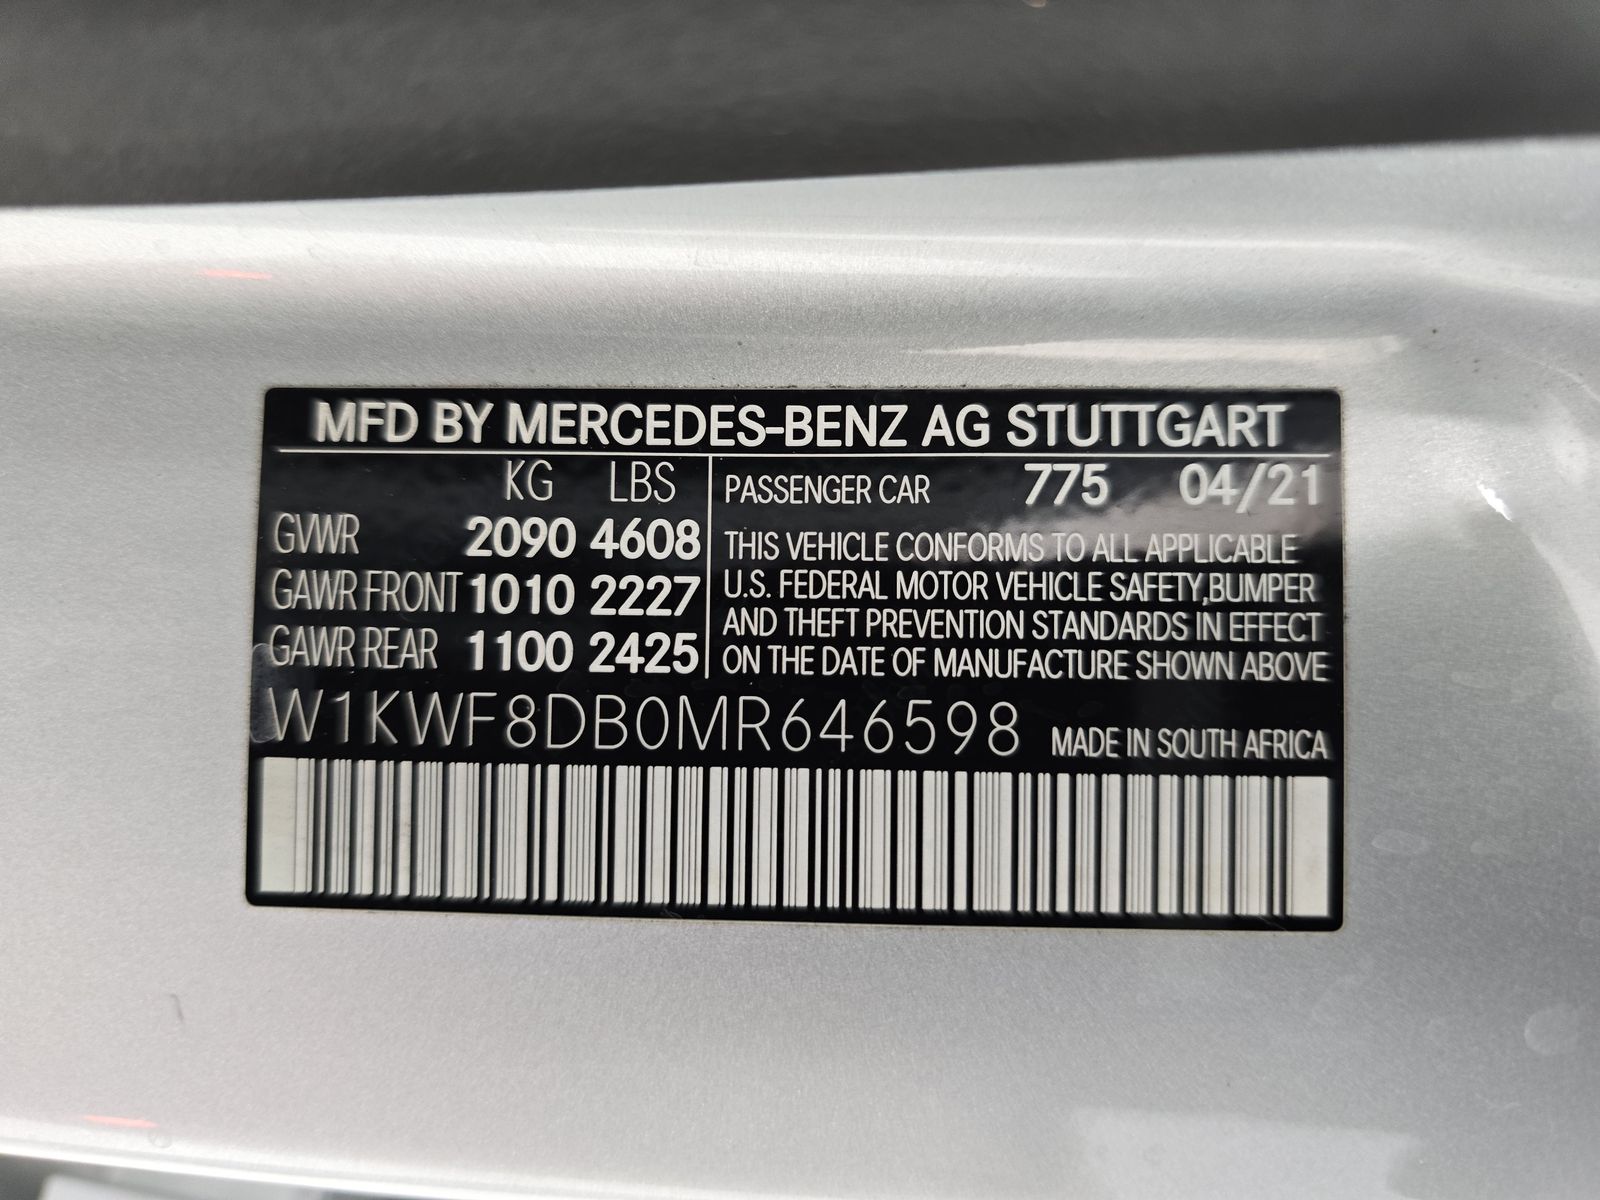 MFD BY MERCEDES-BENZ AG STUTTGART
KG LBS
GVWR 2090 4608
GAWR FRONT 1010 2227
GAWR REAR 1100 2425
PASSENGER CAR 775 04/21
THIS VEHICLE CONFORMS TO ALL APPLICABLE
U.S. FEDERAL MOTOR VEHICLE SAFETY,BUMPER
AND THEFT PREVENTION STANDARDS IN EFFECT
ON THE DATE OF MANUFACTURE SHOWN ABOVE
W1KWF8DB0MR646598 MADE IN SOUTH AFRICA